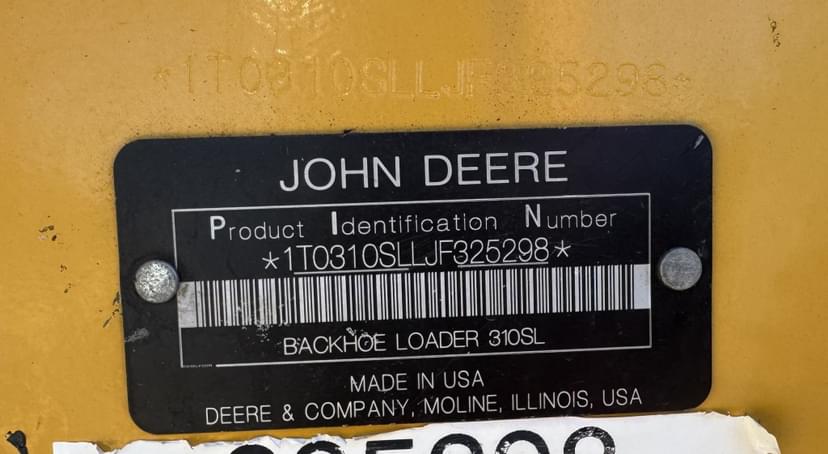 *1T0310SLLJF325298*
JOHN DEERE
Product Identification Number
*1T0310SLLJF325298*
BACKHOE LOADER 310SL
MADE IN USA
DEERE & COMPANY, MOLINE, ILLINOIS, USA